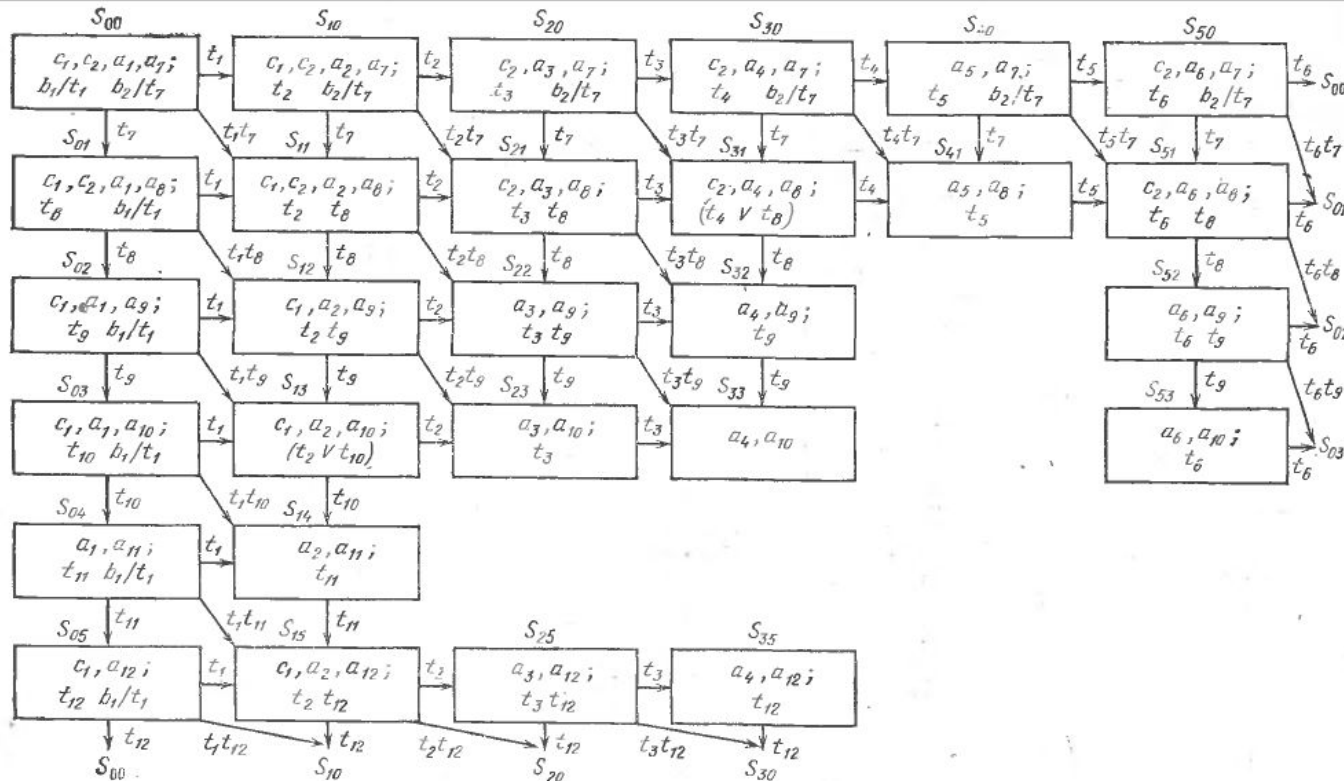 S₀₀ S₁₀ S₂₀ S₃₀ S₄₀ S₅₀
c₁, c₂, a₁, a₇; t₁ c₁, c₂, a₂, a₇; t₂ c₂, a₃, a₇; t₃ c₂, a₄, a₇; t₄ a₅, a₇; t₅ c₂, a₆, a₇; t₆ S₀₀
b₁/t₁ b₂/t₇ t₂ b₂/t₇ t₃ b₂/t₇ t₄ b₂/t₇ t₅ b₂/t₇ t₆ b₂/t₇
S₀₁ t₇ t₁t₇ S₁₁ t₇ t₂t₇ S₂₁ t₇ t₃t₇ S₃₁ t₇ t₄t₇ S₄₁ t₇ t₅t₇ S₅₁ t₇ t₆t₇
c₁, c₂, a₁, a₈; t₁ c₁, c₂, a₂, a₈; t₂ c₂, a₃, a₈; t₃ c₂, a₄, a₈; t₄ a₅, a₈; t₅ c₂, a₆, a₈; t₆
t₈ b₁/t₁ t₂ t₈ t₃ t₈ (t₄ ∨ t₈) t₅ t₆ t₈
S₀₂ t₈ t₁t₈ S₁₂ t₈ t₂t₈ S₂₂ t₈ t₃t₈ S₃₂ t₈ S₅₂ t₈ t₆t₈
c₁, a₁, a₉; t₁ c₁, a₂, a₉; t₂ a₃, a₉; t₃ a₄, a₉; a₆, a₉; t₆
t₉ b₁/t₁ t₂ t₉ t₃ t₉ t₉ t₆ t₉
S₀₃ t₉ t₁t₉ S₁₃ t₉ t₂t₉ S₂₃ t₉ t₃t₉ S₃₃ t₉ S₅₃ t₉ t₆t₉
c₁, a₁, a₁₀; t₁ c₁, a₂, a₁₀; t₂ a₃, a₁₀; t₃ a₄, a₁₀ a₆, a₁₀; t₆ S₀₃
t₁₀ b₁/t₁ (t₂ ∨ t₁₀) t₃ t₆
S₀₄ t₁₀ t₁t₁₀ S₁₄ t₁₀
a₁, a₁₁; t₁ a₂, a₁₁;
t₁₁ b₁/t₁ t₁₁
S₀₅ t₁₁ t₁t₁₁ S₁₅ t₁₁ S₂₅ S₃₅
c₁, a₁₂; t₁ c₁, a₂, a₁₂; t₂ a₃, a₁₂; t₃ a₄, a₁₂;
t₁₂ b₁/t₁ t₂ t₁₂ t₃ t₁₂ t₁₂
t₁₂ t₁t₁₂ t₁₂ t₂t₁₂ t₁₂ t₃t₁₂ t₁₂
S₀₀ S₁₀ S₂₀ S₃₀